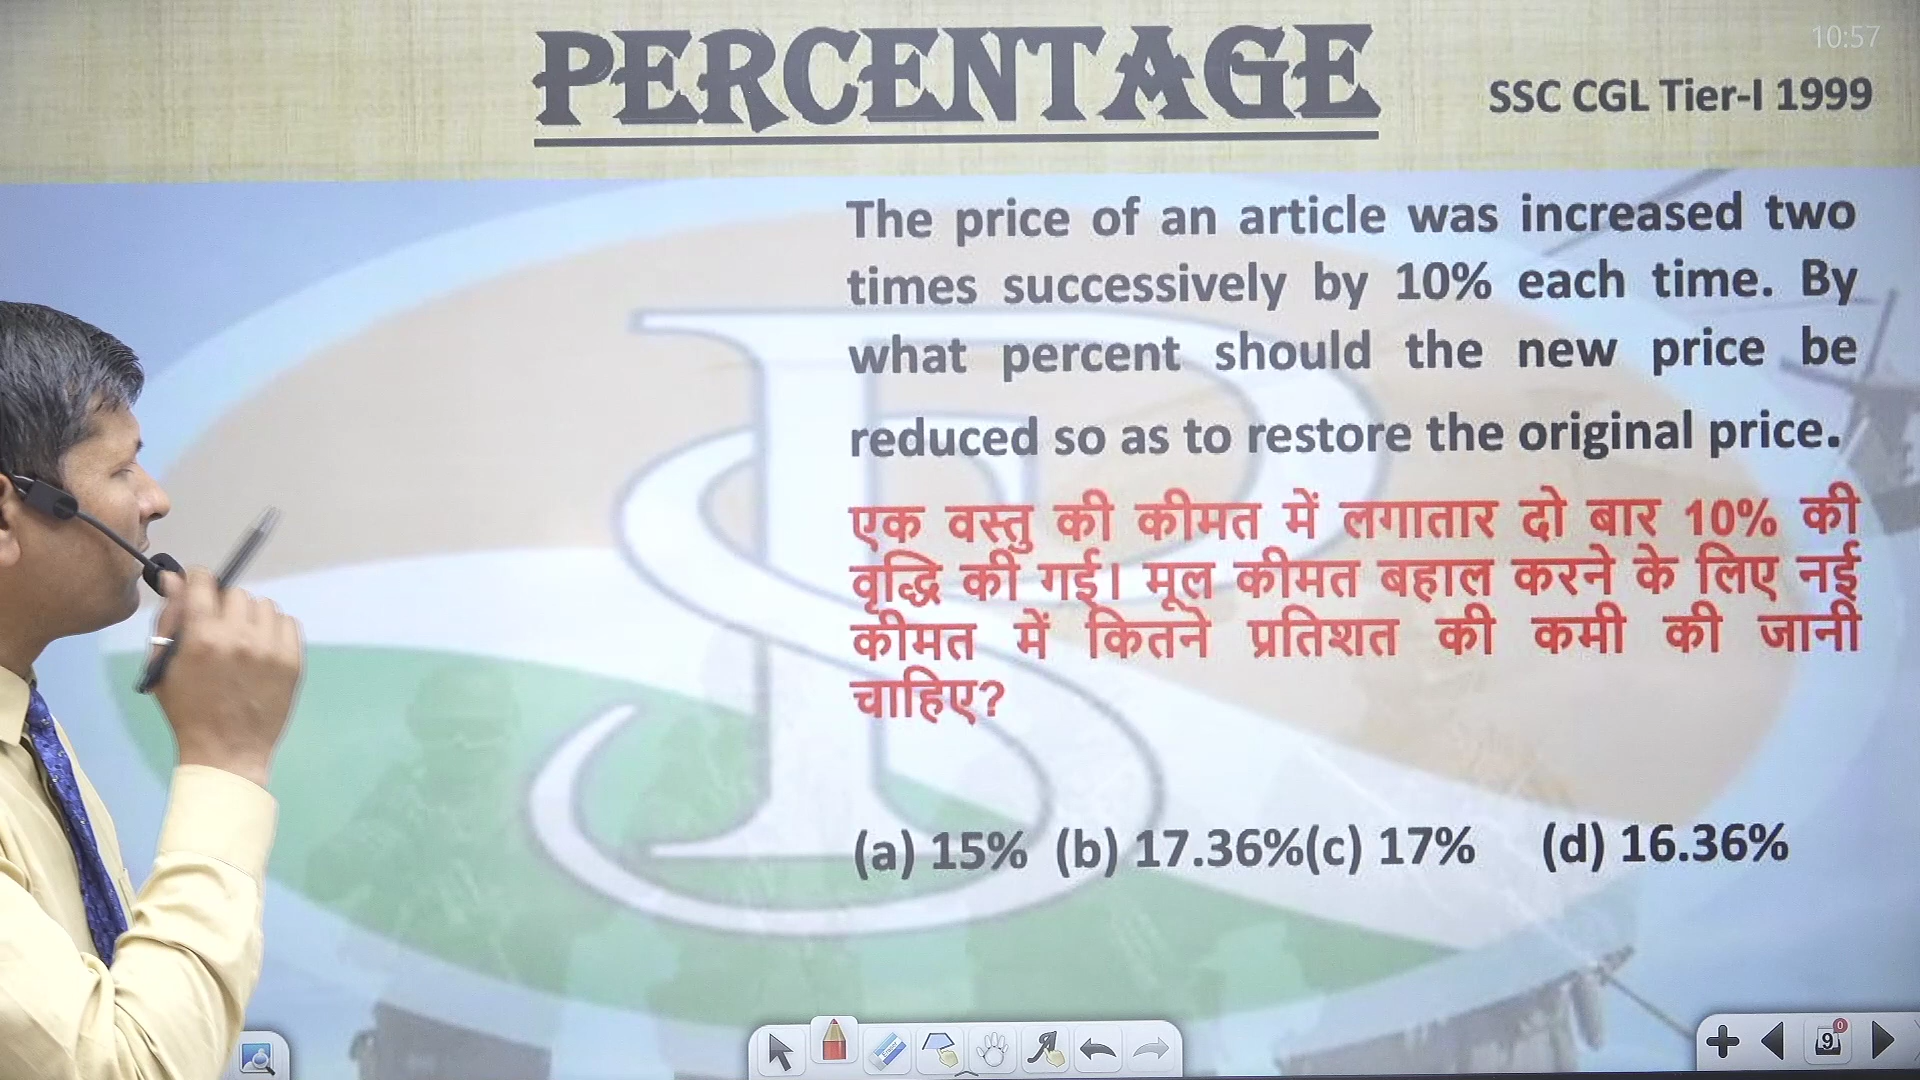 PERCENTAGE
10:57
SSC CGL Tier-I 1999
The price of an article was increased two
times successively by 10% each time. By
what percent should the new price be
reduced so as to restore the original price.
एक वस्तु की कीमत में लगातार दो बार 10% की
वृद्धि की गई। मूल कीमत बहाल करने के लिए नई
कीमत में कितने प्रतिशत की कमी की जानी
चाहिए?
(a) 15% (b) 17.36%(c) 17% (d) 16.36%
9
0